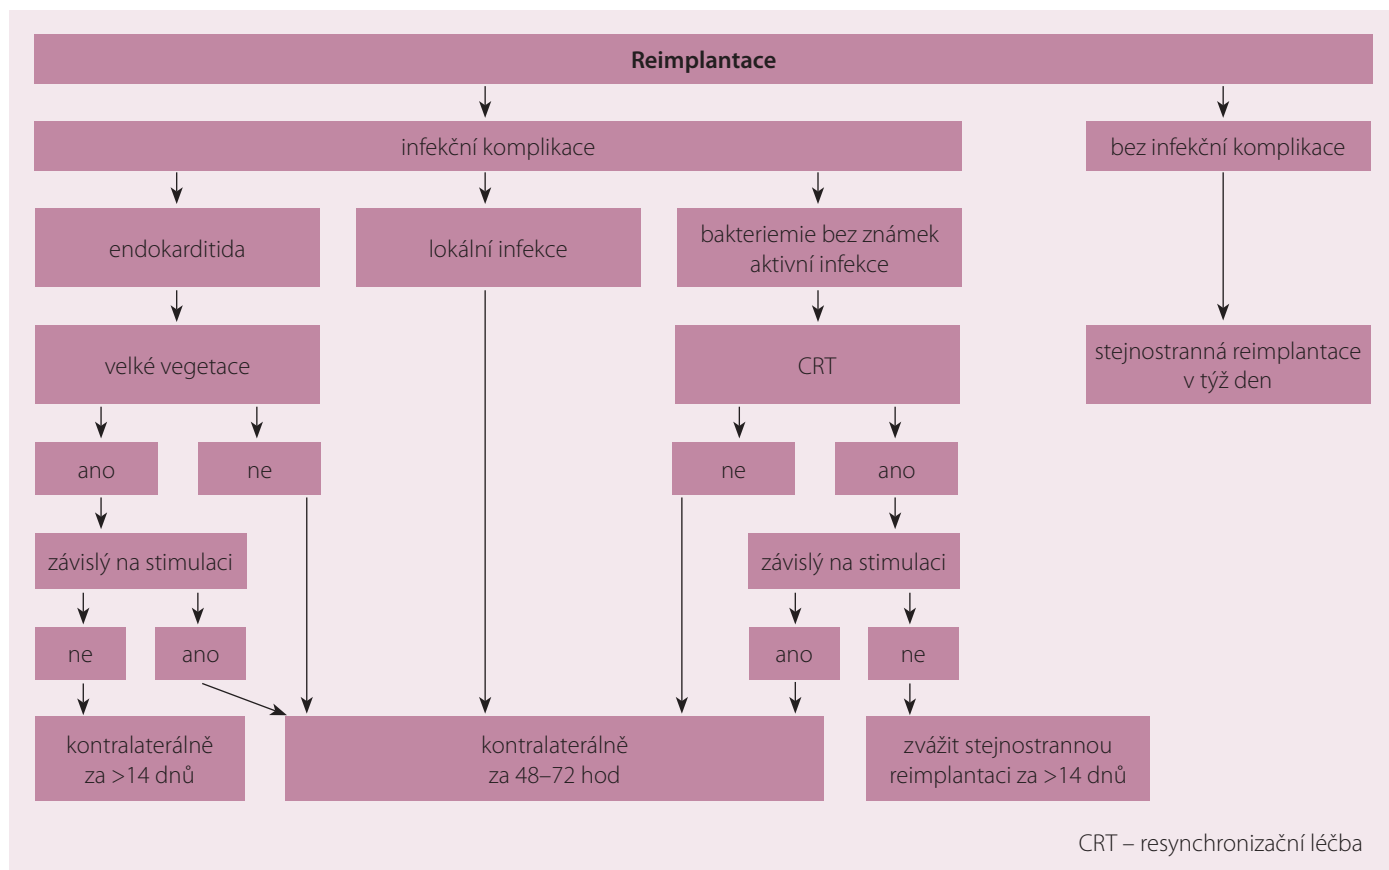 Reimplantace
infekční komplikace
bez infekční komplikace
endokarditida
lokální infekce
bakteriemie bez známek
aktivní infekce
velké vegetace
CRT
stejnostranná reimplantace
v týž den
ano
ne
ne
ano
závislý na stimulaci
závislý na stimulaci
ne
ano
ano
ne
kontralaterálně
za >14 dnů
kontralaterálně
za 48–72 hod
zvážit stejnostrannou
reimplantaci za >14 dnů
CRT – resynchronizační léčba